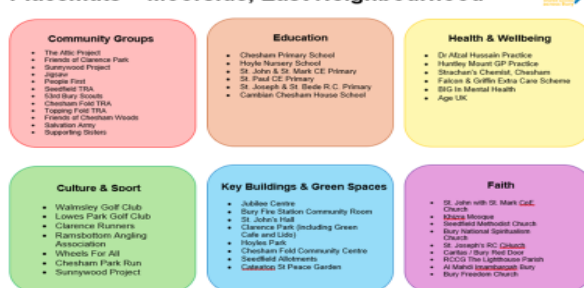 Community Groups
The Attic Project
Friends of Clarence Park
Sunnywood Project
Jigsaw
People First
Seedfield TRA
53rd Bury Scouts
Chesham Fold TRA
Topping Fold TRA
Friends of Chesham Woods
Salvation Army
Supporting Sisters
Education
Chesham Primary School
Hoyle Nursery School
St. John & St. Mark CE Primary
St. Paul CE Primary
St. Joseph & St. Bede R.C. Primary
Cambian Chesham House School
Health & Wellbeing
Dr Afzal Hussain Practice
Huntley Mount GP Practice
Strachan's Chemist, Chesham
Falcon & Griffin Extra Care Scheme
BIG In Mental Health
Age UK
Culture & Sport
Walmsley Golf Club
Lowes Park Golf Club
Clarence Runners
Ramsbottom Angling
Association
Wheels For All
Chesham Park Run
Sunnywood Project
Key Buildings & Green Spaces
Jubilee Centre
Bury Fire Station Community Room
St. John's Hall
Clarence Park (including Green
Cafe and Lido)
Hoyles Park
Chesham Fold Community Centre
Seedfield Allotments
St Peace Garden
Faith
St. John with St. Mark CofE
Church
Khizra Mosque
Seedfield Methodist Church
Bury National Spiritualism
Church
St. Joseph's RC Church
Caritas / Bury Red Door
RCCG The Lighthouse Parish
Al Mahdi Bury
Bury Freedom Church